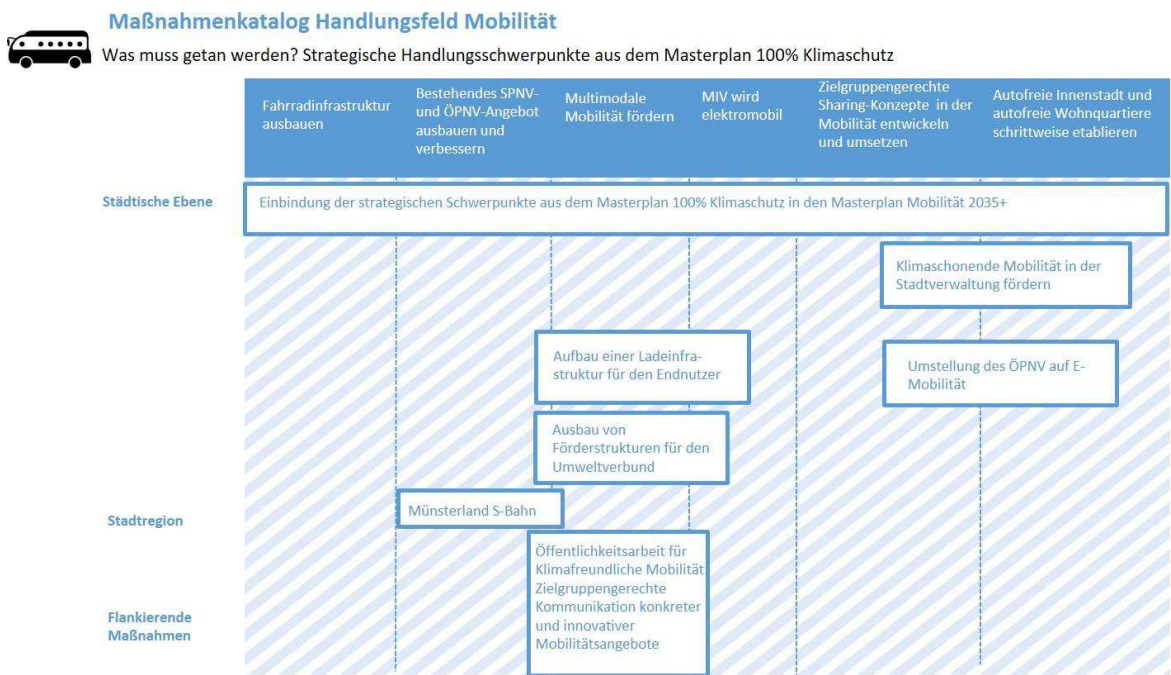 Maßnahmenkatalog Handlungsfeld Mobilität
Was muss getan werden? Strategische Handlungsschwerpunkte aus dem Masterplan 100% Klimaschutz
Fahrradinfrastruktur
ausbauen
Bestehendes SPNV-
und ÖPNV-Angebot
ausbauen und
verbessern
Multimodale
Mobilität fördern
MIV wird
elektromobil
Zielgruppengerechte
Sharing-Konzepte in der
Mobilität entwickeln
und umsetzen
Autofreie Innenstadt und
autofreie Wohnquartiere
schrittweise etablieren
Städtische Ebene
Einbindung der strategischen Schwerpunkte aus dem Masterplan 100% Klimaschutz in den Masterplan Mobilität 2035+
Klimaschonende Mobilität in der
Stadtverwaltung fördern
Aufbau einer Ladeinfra-
struktur für den Endnutzer
Umstellung des ÖPNV auf E-
Mobilität
Ausbau von
Förderstrukturen für den
Umweltverbund
Stadtregion
Münsterland S-Bahn
Flankierende
Maßnahmen
Öffentlichkeitsarbeit für
Klimafreundliche Mobilität
Zielgruppengerechte
Kommunikation konkreter
und innovativer
Mobilitätsangebote